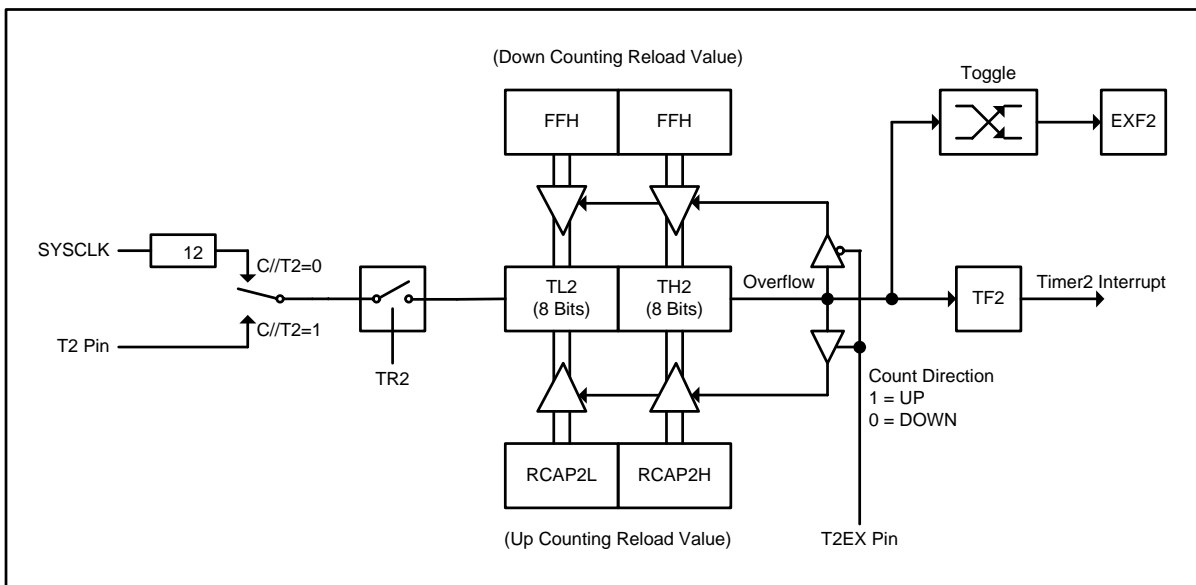 (Down Counting Reload Value)
Toggle
FFH
FFH
EXF2
SYSCLK
12
C//T2=0
TL2
(8 Bits)
TH2
(8 Bits)
Overflow
TF2
Timer2 Interrupt
C//T2=1
T2 Pin
TR2
Count Direction
1 = UP
0 = DOWN
RCAP2L
RCAP2H
(Up Counting Reload Value)
T2EX Pin